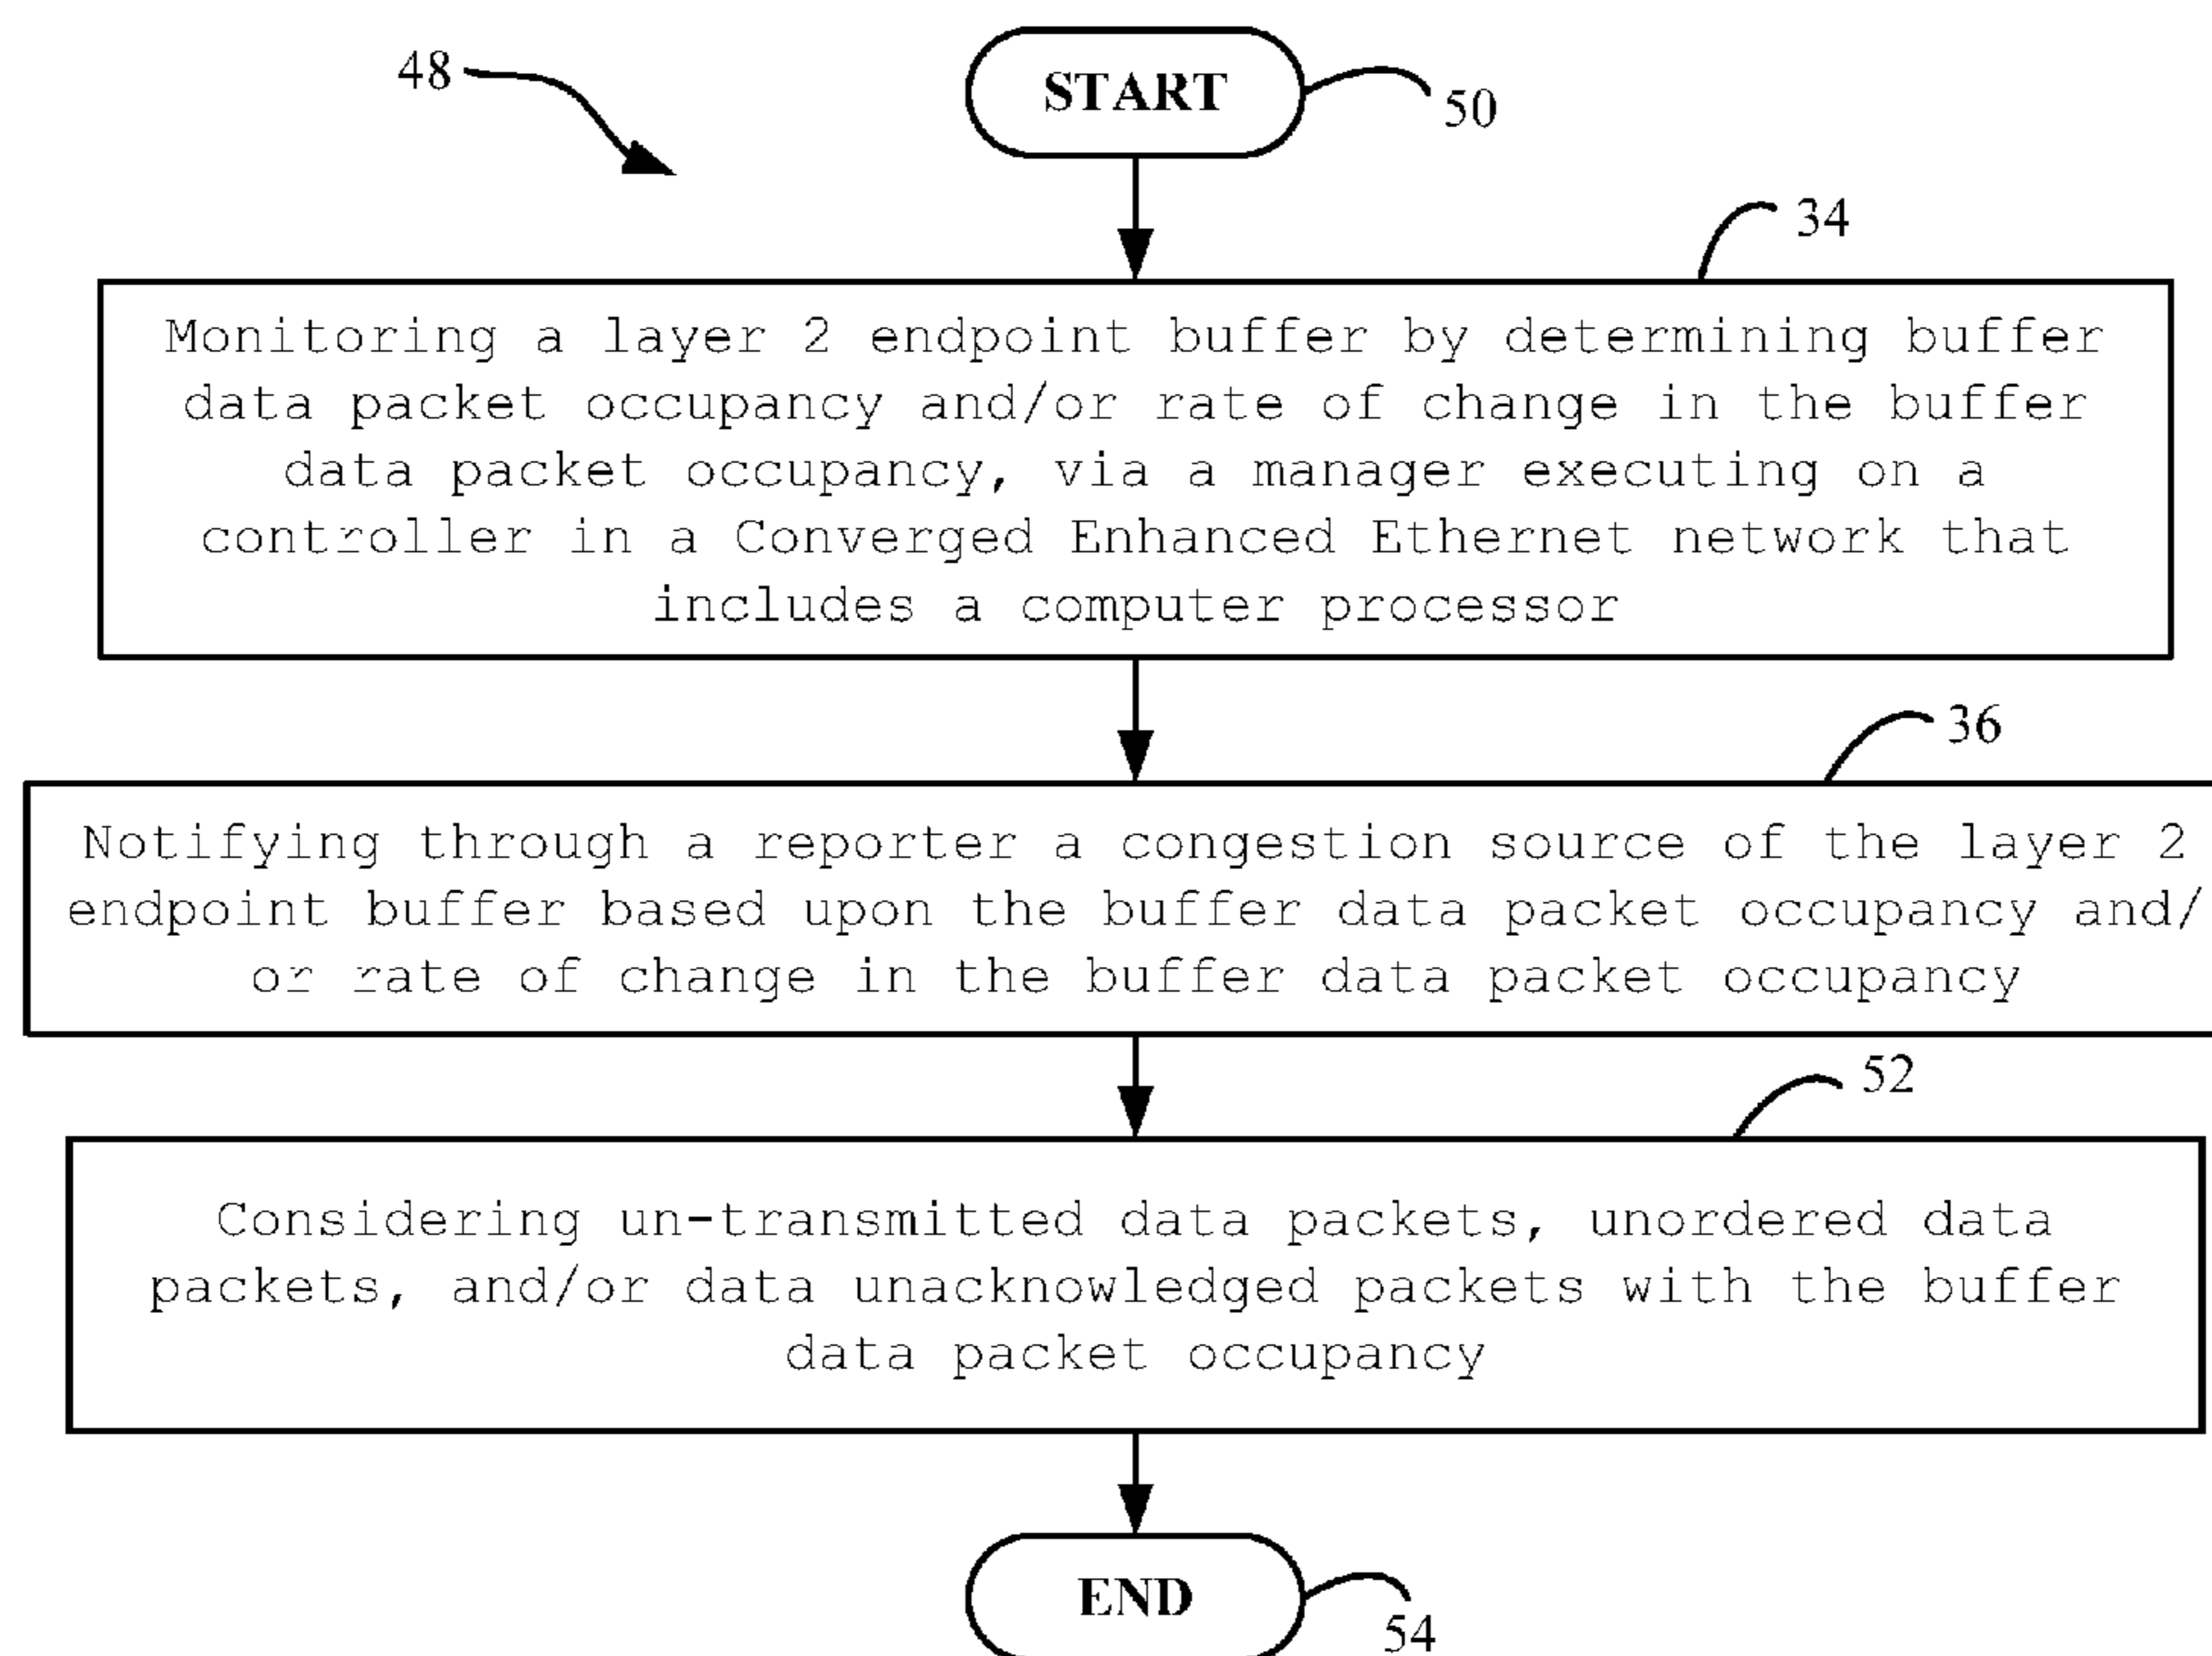 48
START
50
34
Monitoring a layer 2 endpoint buffer by determining buffer
data packet occupancy and/or rate of change in the buffer
data packet occupancy, via a manager executing on a
controller in a Converged Enhanced Ethernet network that
includes a computer processor
36
Notifying through a reporter a congestion source of the layer 2
endpoint buffer based upon the buffer data packet occupancy and/
or rate of change in the buffer data packet occupancy
52
Considering un-transmitted data packets, unordered data
packets, and/or data unacknowledged packets with the buffer
data packet occupancy
END
54